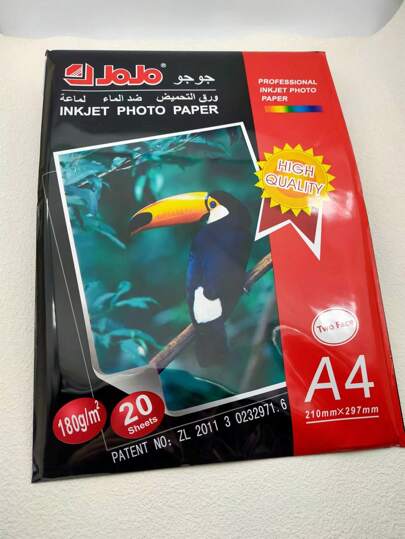 JoJo® جوجو
ورق التحميض ضد الماء لماعة
INKJET PHOTO PAPER
PROFESSIONAL
INKJET PHOTO
PAPER
HIGH
QUALITY
Two Face
A4
210mm×297mm
180g/m²
20
Sheets
PATENT NO: ZL 2011 3 0232971.6